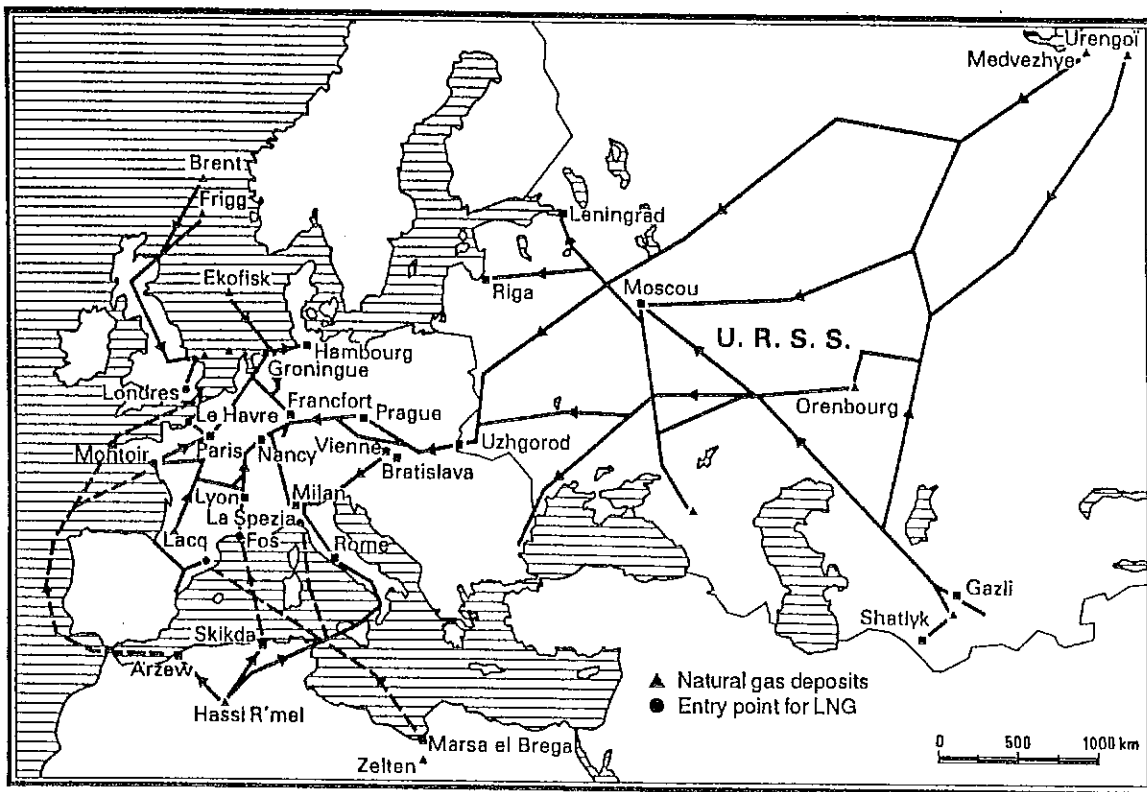 Urengoï
Medvezhye
Brent
Frigg
Leningrad
Ekofisk
Riga
Moscou
U. R. S. S.
Hambourg
Groningue
Londres
Orenbourg
Le Havre
Francfort
Prague
Montoir
Paris
Nancy
Vienne
Uzhgorod
Bratislava
Lyon
Milan
La Spezia
Lacq
Fos
Rome
Gazli
Shatlyk
Skikda
Arzew
Hassi R'mel
Natural gas deposits
Entry point for LNG
Marsa el Brega
Zelten
0 500 1000 km